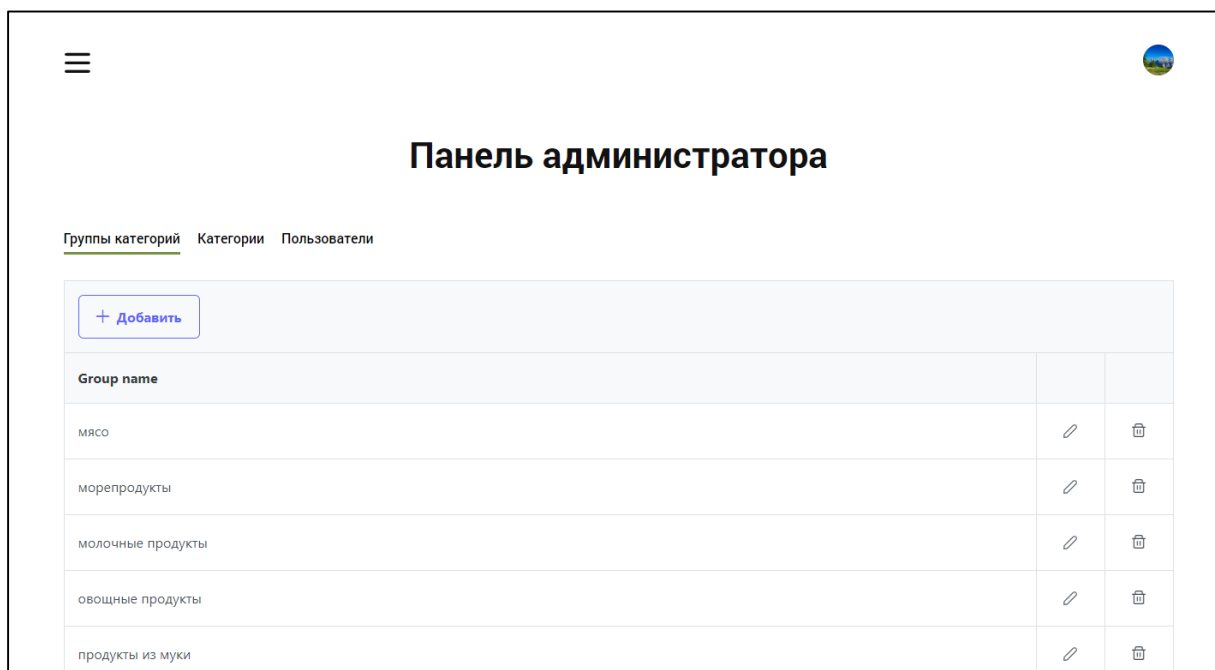 Панель администратора
Группы категорий Категории Пользователи
+ Добавить
Group name
мясо
морепродукты
молочные продукты
овощные продукты
продукты из муки